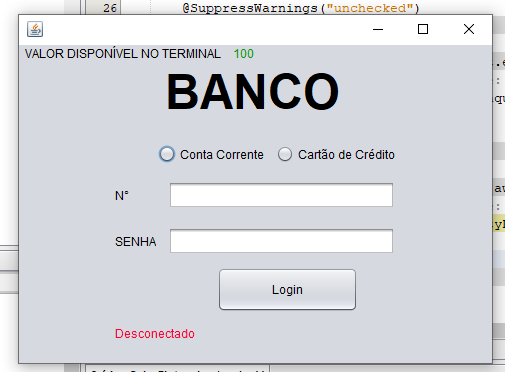 26
@SuppressWarnings("unchecked")
VALOR DISPONÍVEL NO TERMINAL 100
BANCO
Conta Corrente Cartão de Crédito
N°
SENHA
Login
Desconectado